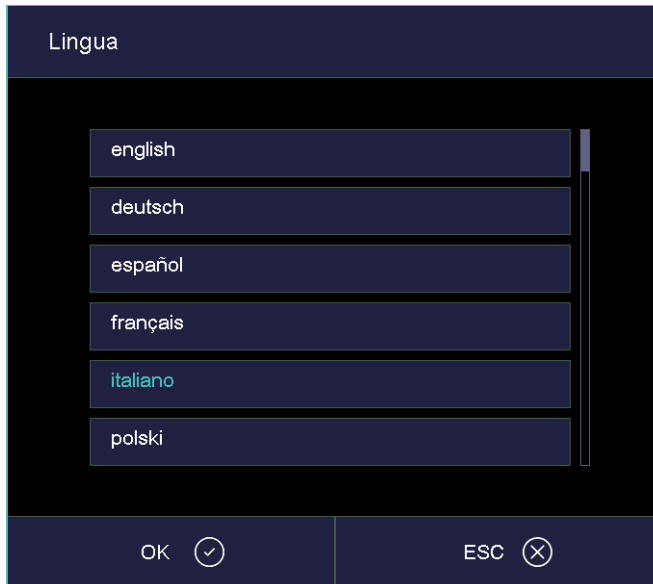 Lingua
english
deutsch
español
français
italiano
polski
OK ESC